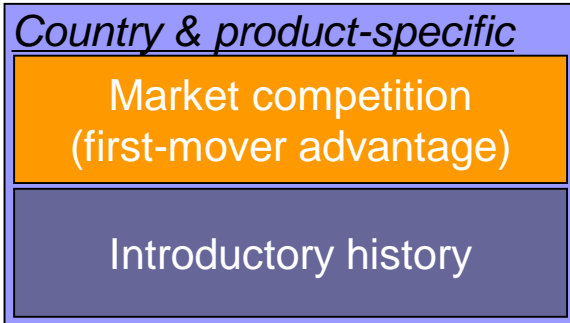 Country & product-specific
Market competition
(first-mover advantage)
Introductory history